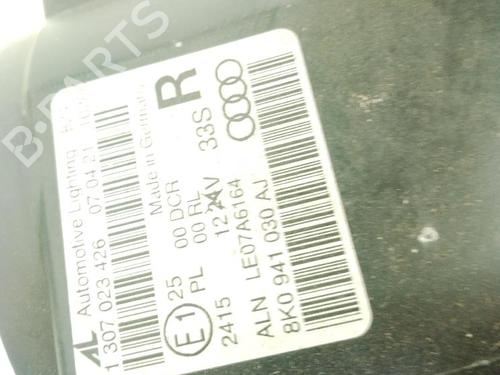 AL Automotive Lighting
1 307 023 426 07.04.21
Made in Germany
R
E1 25 00 DCR 33S
PL 00 RL 12 24V
2415
ALN LE07A6164
8K0 941 030 AJ
B-PARTS